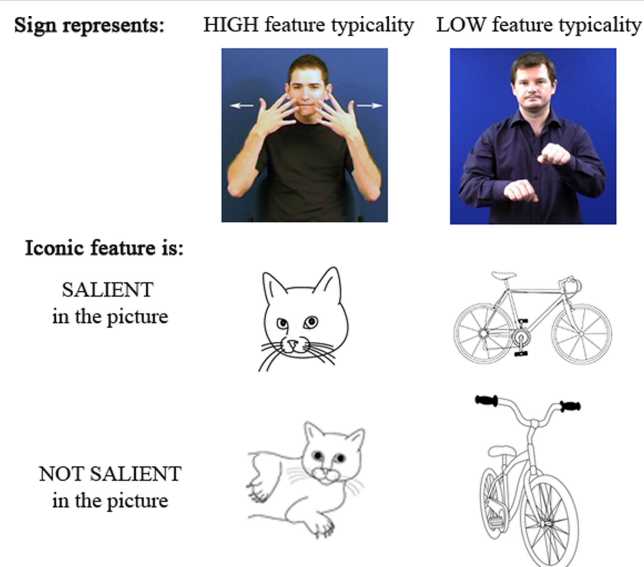 Sign represents: HIGH feature typicality LOW feature typicality
Iconic feature is:
SALIENT
in the picture
NOT SALIENT
in the picture